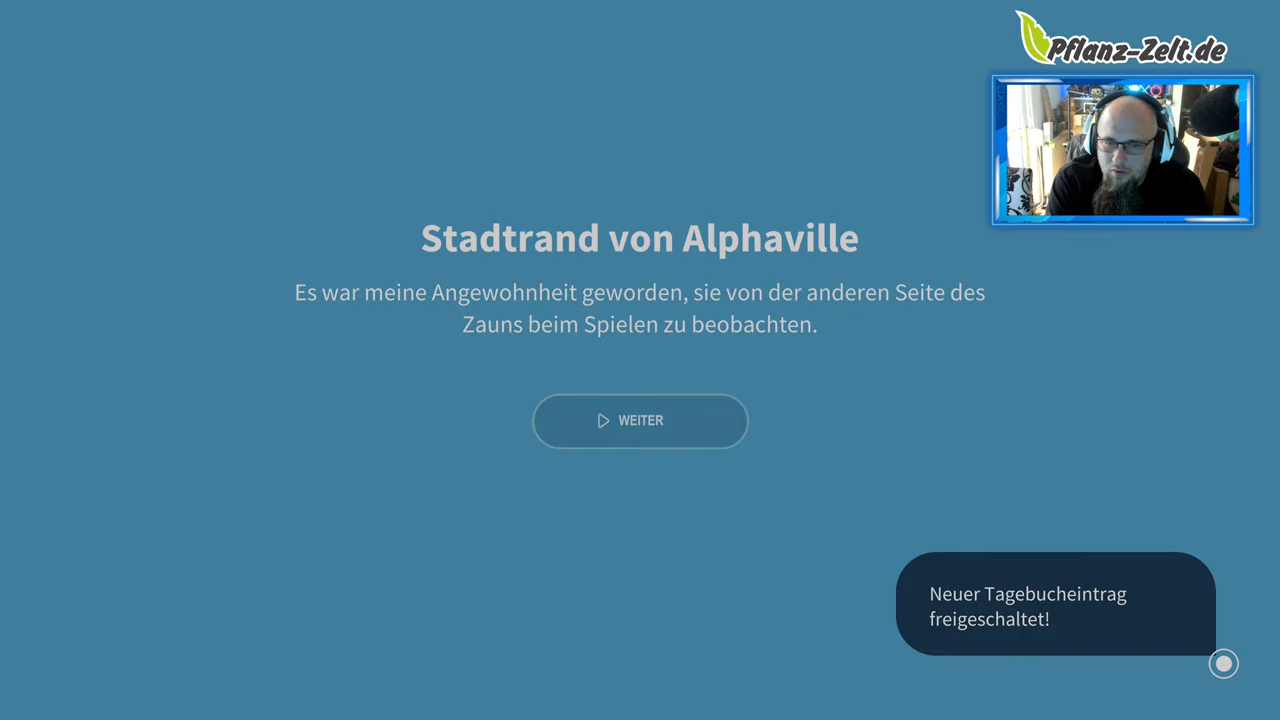 Pflanz-Zelt.de
Stadtrand von Alphaville
Es war meine Angewohnheit geworden, sie von der anderen Seite des
Zauns beim Spielen zu beobachten.
WEITER
Neuer Tagebucheintrag
freigeschaltet!